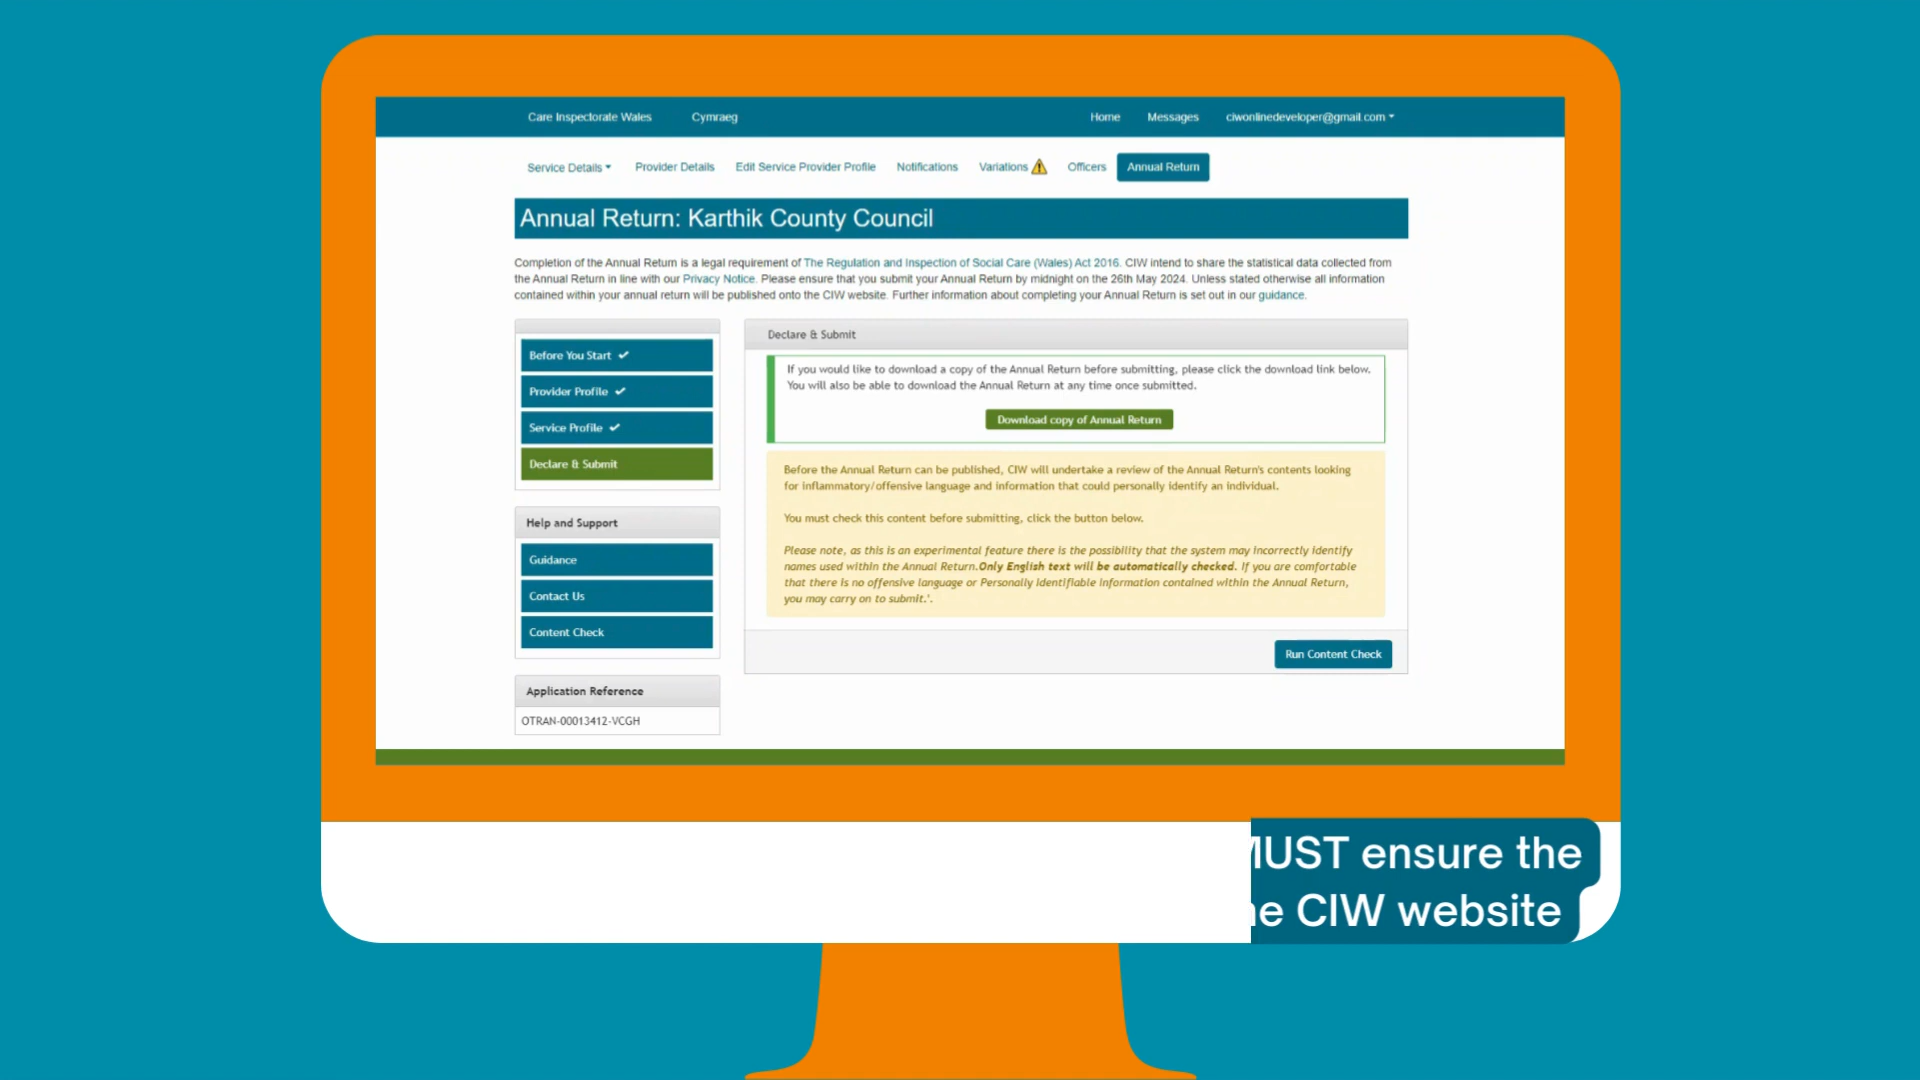 Care Inspectorate Wales
Cymraeg
Home
Messages
ciwonlinedeveloper@gmail.com
Service Details
Provider Details
Edit Service Provider Profile
Notifications
Variations
Officers
Annual Return
Annual Return: Karthik County Council
Completion of the Annual Return is a legal requirement of The Regulation and Inspection of Social Care (Wales) Act 2016. CIW intend to share the statistical data collected from
the Annual Return in line with our Privacy Notice. Please ensure that you submit your Annual Return by midnight on the 26th May 2024. Unless stated otherwise all information
contained within your annual return will be published onto the CIW website. Further information about completing your Annual Return is set out in our guidance.
Before You Start ✓
Provider Profile ✓
Service Profile ✓
Declare & Submit
Help and Support
Guidance
Contact Us
Content Check
Application Reference
OTRAN-00013412-VCGH
Declare & Submit
If you would like to download a copy of the Annual Return before submitting, please click the download link below.
You will also be able to download the Annual Return at any time once submitted.
Download copy of Annual Return
Before the Annual Return can be published, CIW will undertake a review of the Annual Return's contents looking
for inflammatory/offensive language and information that could personally identify an individual.
You must check this content before submitting, click the button below.
Please note, as this is an experimental feature there is the possibility that the system may incorrectly identify
names used within the Annual Return.Only English text will be automatically checked. If you are comfortable
that there is no offensive language or Personally Identifiable Information contained within the Annual Return,
you may carry on to submit.'.
Run Content Check
MUST ensure the
CIW website